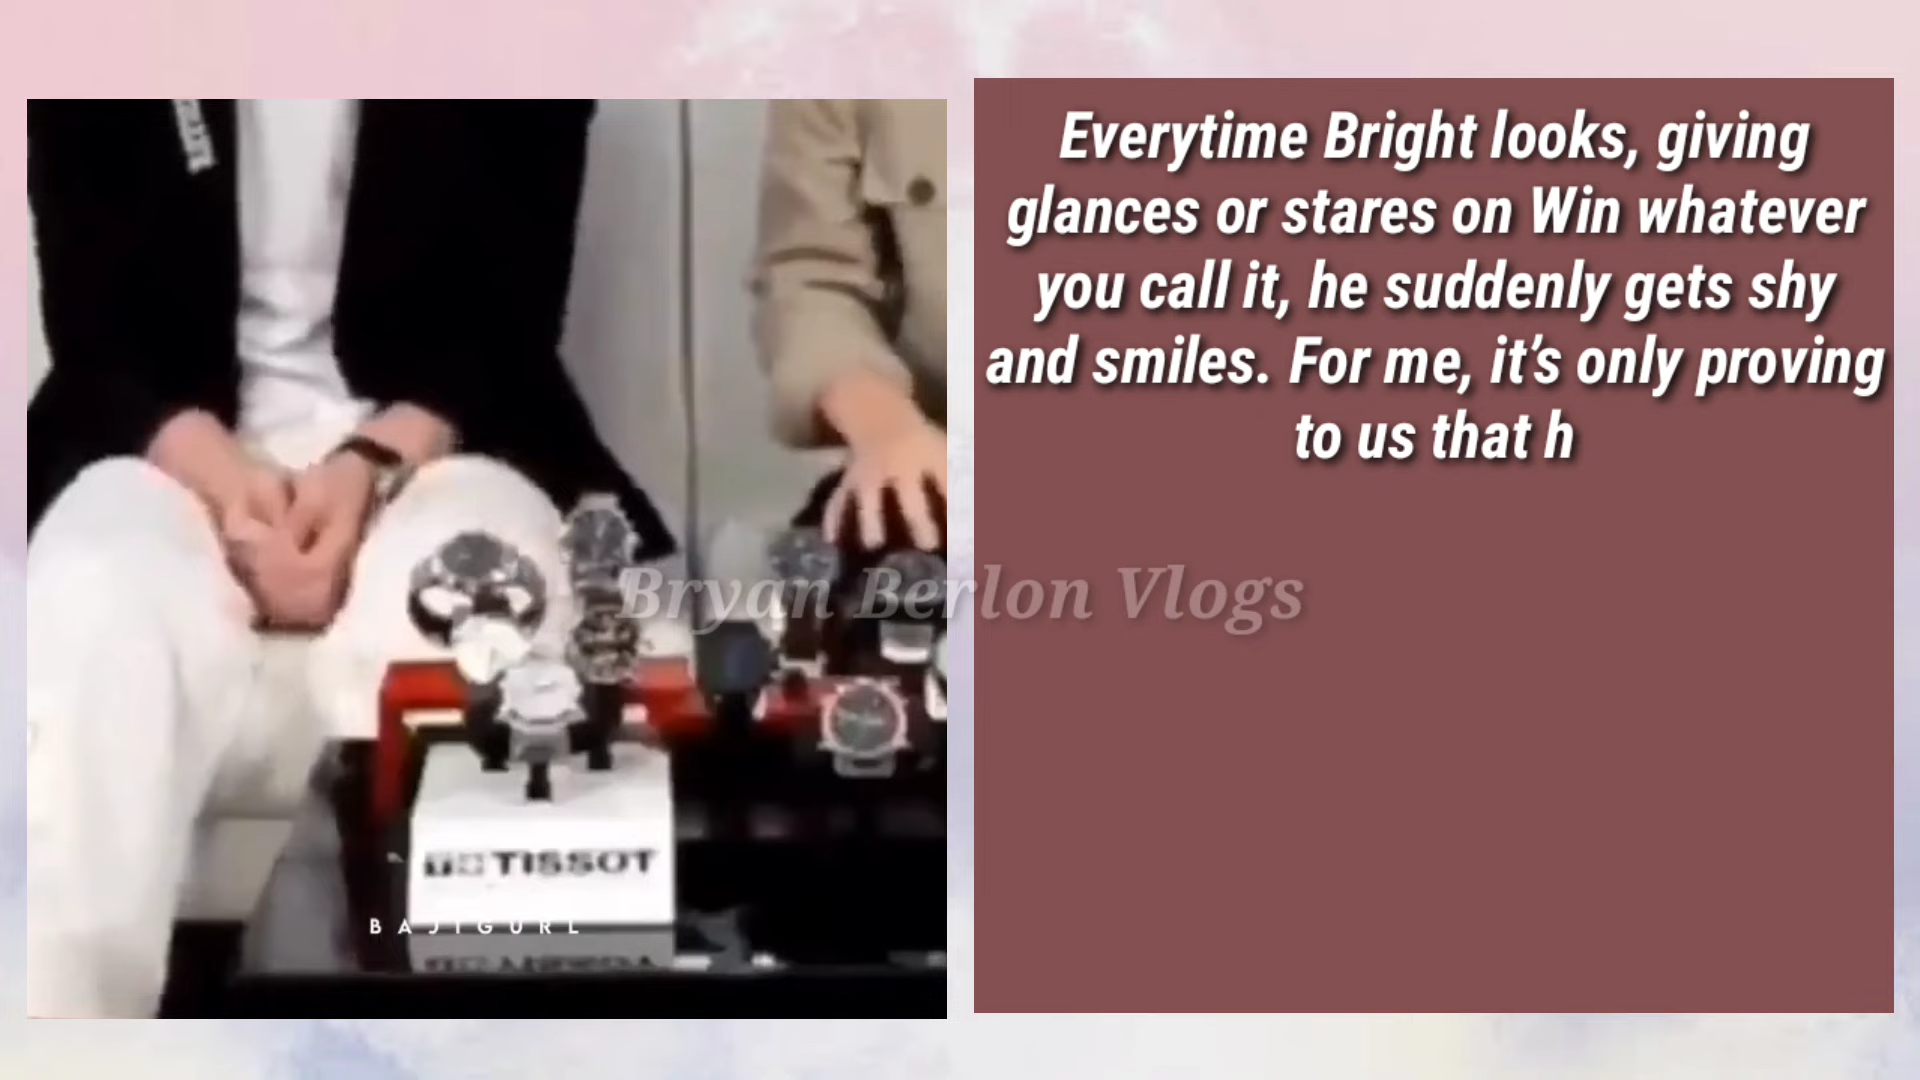 Everytime Bright looks, giving
glances or stares on Win whatever
you call it, he suddenly gets shy
and smiles. For me, it’s only proving
to us that h
Bryan Berlon Vlogs
TISSOT
BAJIGURL